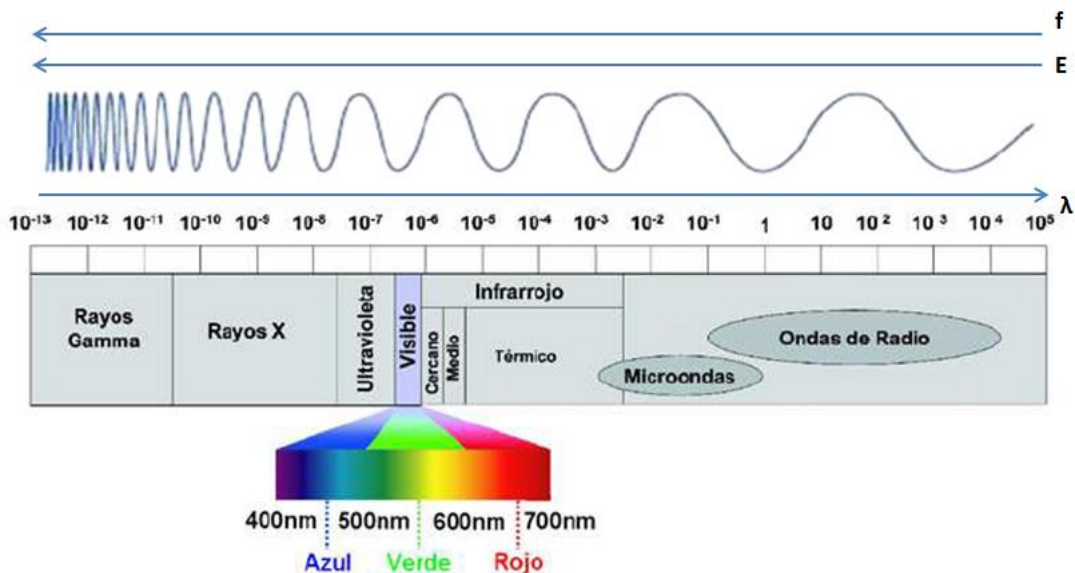 f
E
λ
10⁻¹³ 10⁻¹² 10⁻¹¹ 10⁻¹⁰ 10⁻⁹ 10⁻⁸ 10⁻⁷ 10⁻⁶ 10⁻⁵ 10⁻⁴ 10⁻³ 10⁻² 10⁻¹ 1 10 10² 10³ 10⁴ 10⁵
Rayos
Gamma
Rayos X
Ultravioleta
Visible
Infrarrojo
Cercano
Medio
Térmico
Microondas
Ondas de Radio
400nm 500nm 600nm 700nm
Azul Verde Rojo